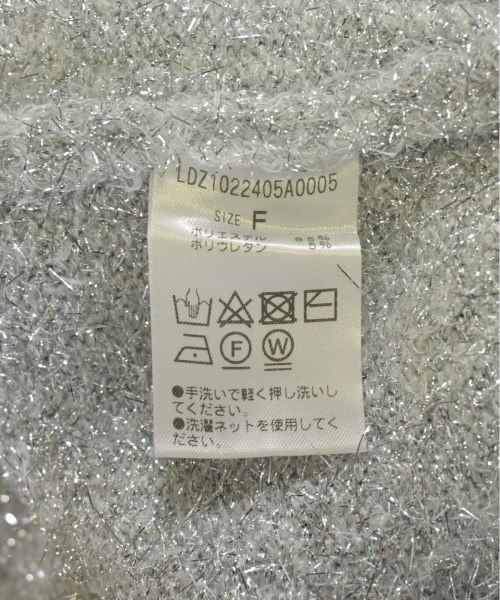 LDZ1022405A0005
SIZE F
ポリエステル 95%
ポリウレタン 5%
F W
●手洗いで軽く押し洗いし
てください。
●洗濯ネットを使用してく
ださい。